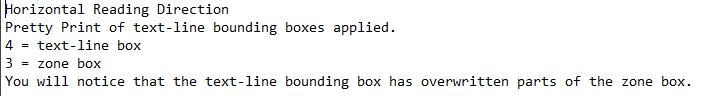 Horizontal Reading Direction
Pretty Print of text-line bounding boxes applied.
4 = text-line box
3 = zone box
You will notice that the text-line bounding box has overwritten parts of the zone box.